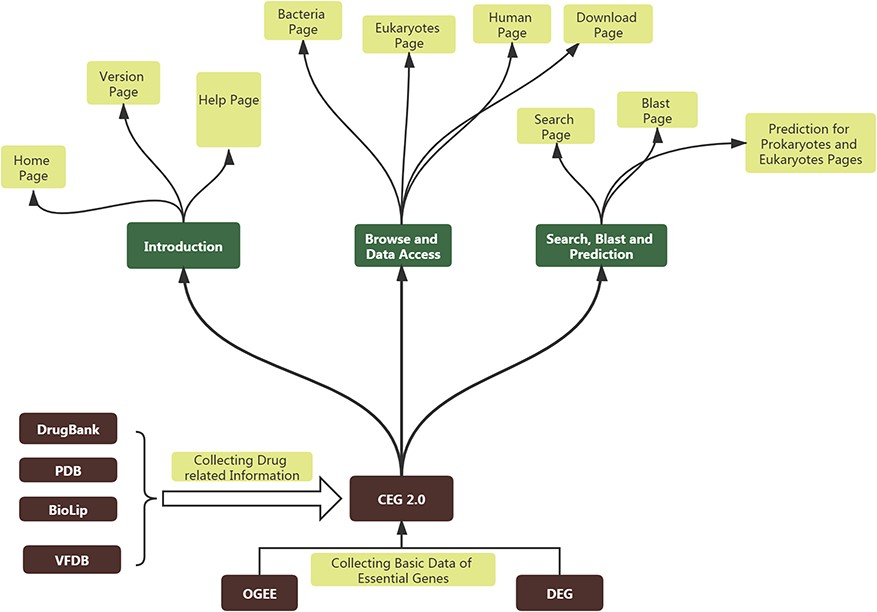 Bacteria
Page
Eukaryotes
Page
Human
Page
Download
Page
Version
Page
Help Page
Search
Page
Blast
Page
Prediction for
Prokaryotes and
Eukaryotes Pages
Home
Page
Introduction
Browse and
Data Access
Search, Blast and
Prediction
DrugBank
PDB
BioLip
VFDB
Collecting Drug
related Information
CEG 2.0
Collecting Basic Data of
Essential Genes
OGEE
DEG